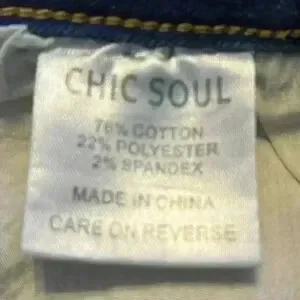 CHIC SOUL
76% COTTON
22% POLYESTER
2% SPANDEX
MADE IN CHINA
CARE ON REVERSE